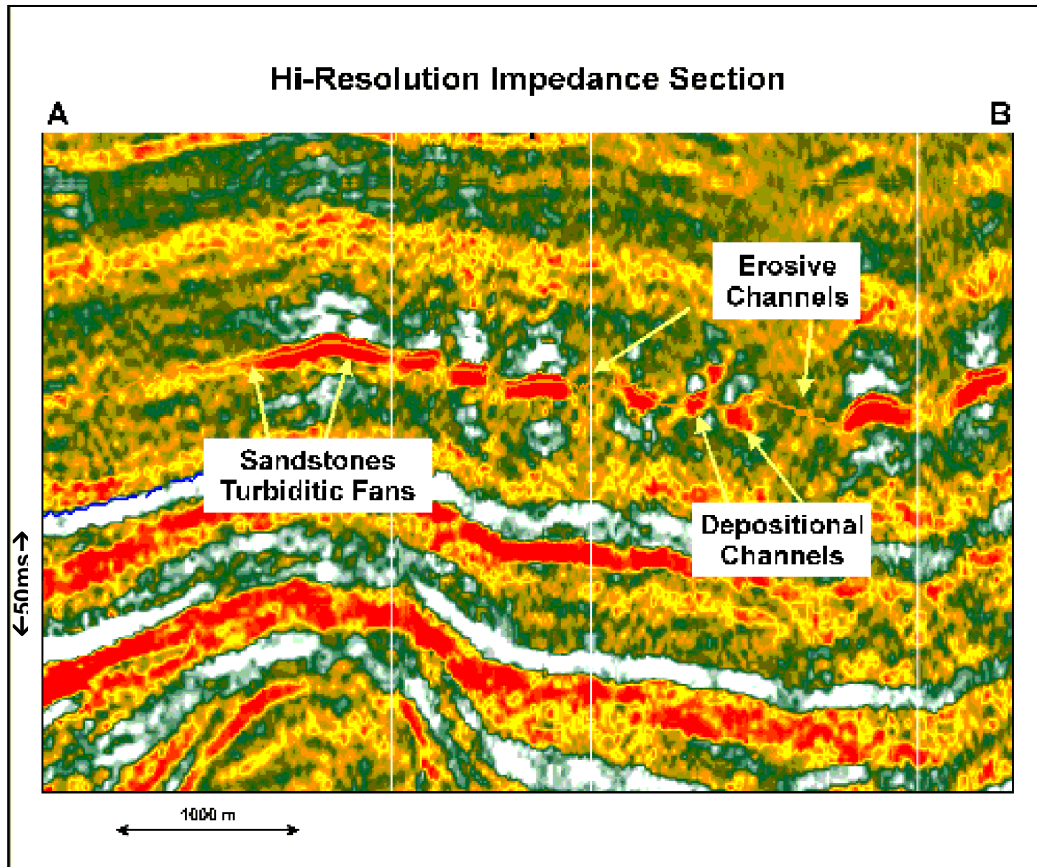 Hi-Resolution Impedance Section
A
B
Erosive
Channels
Sandstones
Turbiditic Fans
Depositional
Channels
←50ms→
1000 m